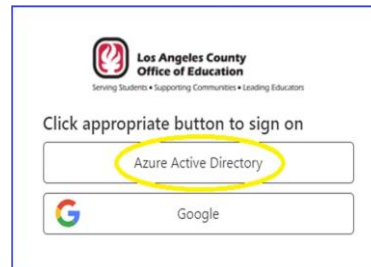 Los Angeles County
Office of Education
Serving Students • Supporting Communities • Leading Educators
Click appropriate button to sign on
Azure Active Directory
Google